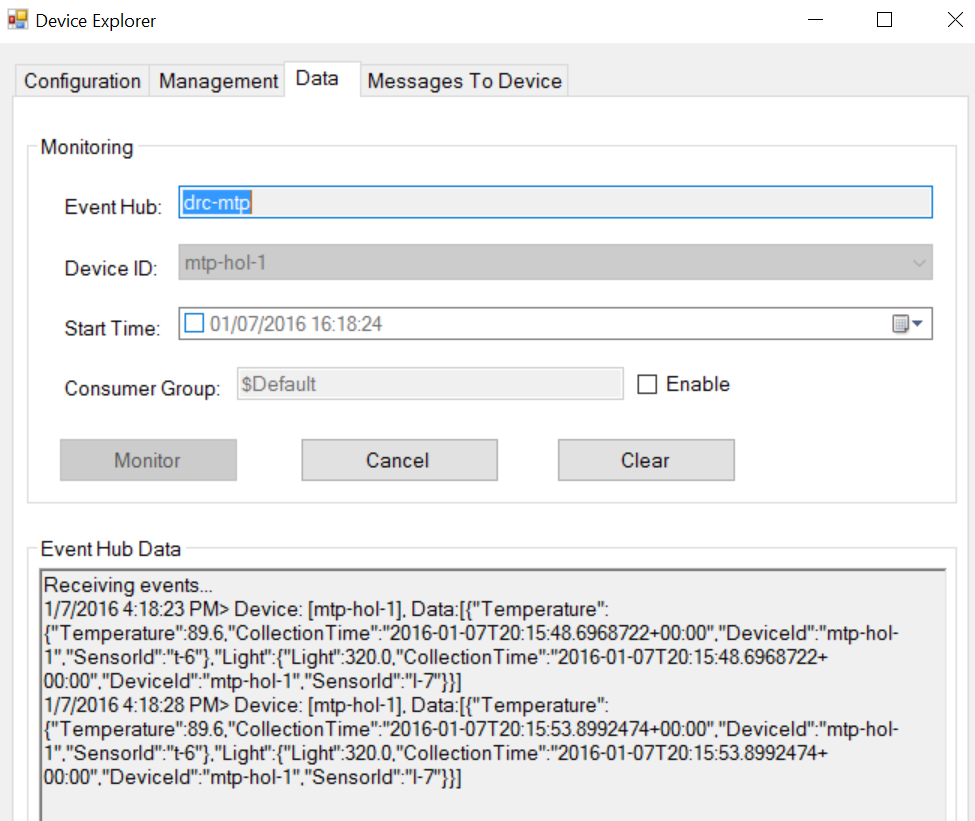 Device Explorer
Configuration Management Data Messages To Device
Monitoring
Event Hub: drc-mtp
Device ID: mtp-hol-1
Start Time: 01/07/2016 16:18:24
Consumer Group: $Default Enable
Monitor Cancel Clear
Event Hub Data
Receiving events...
1/7/2016 4:18:23 PM> Device: [mtp-hol-1], Data:[{"Temperature":
{"Temperature":89.6,"CollectionTime":"2016-01-07T20:15:48.6968722+00:00","DeviceId":"mtp-hol-
1","SensorId":"t-6"},"Light":{"Light":320.0,"CollectionTime":"2016-01-07T20:15:48.6968722+
00:00","DeviceId":"mtp-hol-1","SensorId":"l-7"}}]
1/7/2016 4:18:28 PM> Device: [mtp-hol-1], Data:[{"Temperature":
{"Temperature":89.6,"CollectionTime":"2016-01-07T20:15:53.8992474+00:00","DeviceId":"mtp-hol-
1","SensorId":"t-6"},"Light":{"Light":320.0,"CollectionTime":"2016-01-07T20:15:53.8992474+
00:00","DeviceId":"mtp-hol-1","SensorId":"l-7"}}]